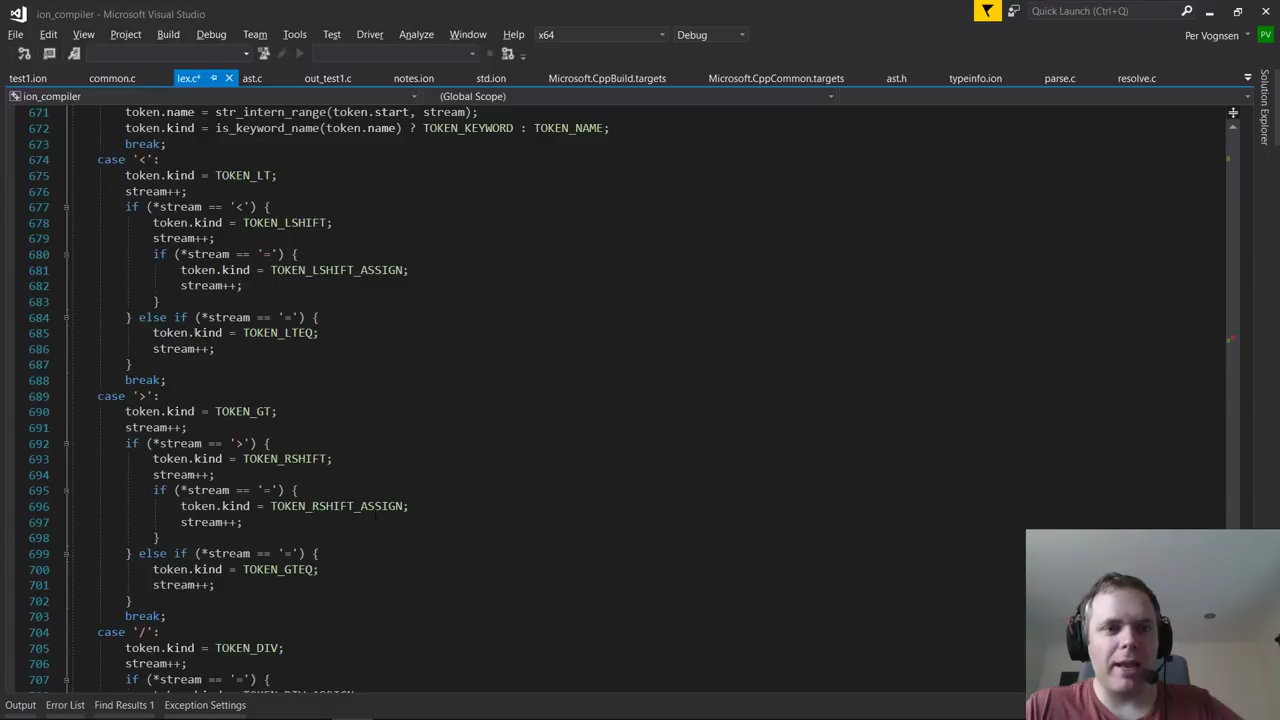 ion_compiler - Microsoft Visual Studio
Quick Launch (Ctrl+Q)
File Edit View Project Build Debug Team Tools Test Driver Analyze Window Help x64 Debug Per Vognsen PV
test1.ion common.c lex.c* ast.c out_test1.c notes.ion std.ion Microsoft.CppBuild.targets Microsoft.CppCommon.targets ast.h typeinfo.ion parse.c resolve.c
ion_compiler (Global Scope)
Solution Explorer
671 token.name = str_intern_range(token.start, stream);
672 token.kind = is_keyword_name(token.name) ? TOKEN_KEYWORD : TOKEN_NAME;
673 break;
674 case '<':
675 token.kind = TOKEN_LT;
676 stream++;
677 if (*stream == '<') {
678 token.kind = TOKEN_LSHIFT;
679 stream++;
680 if (*stream == '=') {
681 token.kind = TOKEN_LSHIFT_ASSIGN;
682 stream++;
683 }
684 } else if (*stream == '=') {
685 token.kind = TOKEN_LTEQ;
686 stream++;
687 }
688 break;
689 case '>':
690 token.kind = TOKEN_GT;
691 stream++;
692 if (*stream == '>') {
693 token.kind = TOKEN_RSHIFT;
694 stream++;
695 if (*stream == '=') {
696 token.kind = TOKEN_RSHIFT_ASSIGN;
697 stream++;
698 }
699 } else if (*stream == '=') {
700 token.kind = TOKEN_GTEQ;
701 stream++;
702 }
703 break;
704 case '/':
705 token.kind = TOKEN_DIV;
706 stream++;
707 if (*stream == '=') {
Output Error List Find Results 1 Exception Settings